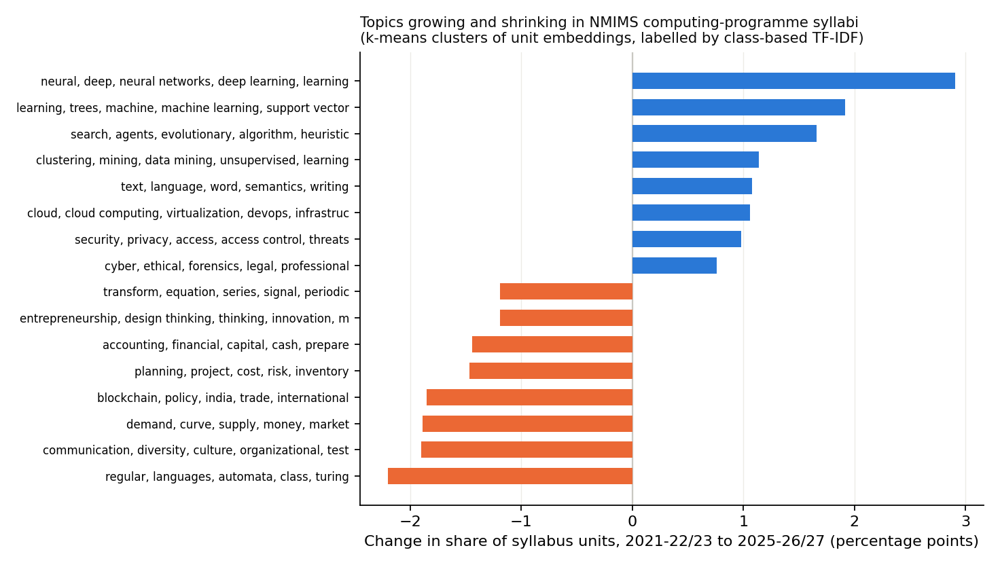 Topics growing and shrinking in NMIMS computing-programme syllabi
(k-means clusters of unit embeddings, labelled by class-based TF-IDF)
neural, deep, neural networks, deep learning, learning
learning, trees, machine, machine learning, support vector
search, agents, evolutionary, algorithm, heuristic
clustering, mining, data mining, unsupervised, learning
text, language, word, semantics, writing
cloud, cloud computing, virtualization, devops, infrastruc
security, privacy, access, access control, threats
cyber, ethical, forensics, legal, professional
transform, equation, series, signal, periodic
entrepreneurship, design thinking, thinking, innovation, m
accounting, financial, capital, cash, prepare
planning, project, cost, risk, inventory
blockchain, policy, india, trade, international
demand, curve, supply, money, market
communication, diversity, culture, organizational, test
regular, languages, automata, class, turing
−2 −1 0 1 2 3
Change in share of syllabus units, 2021-22/23 to 2025-26/27 (percentage points)